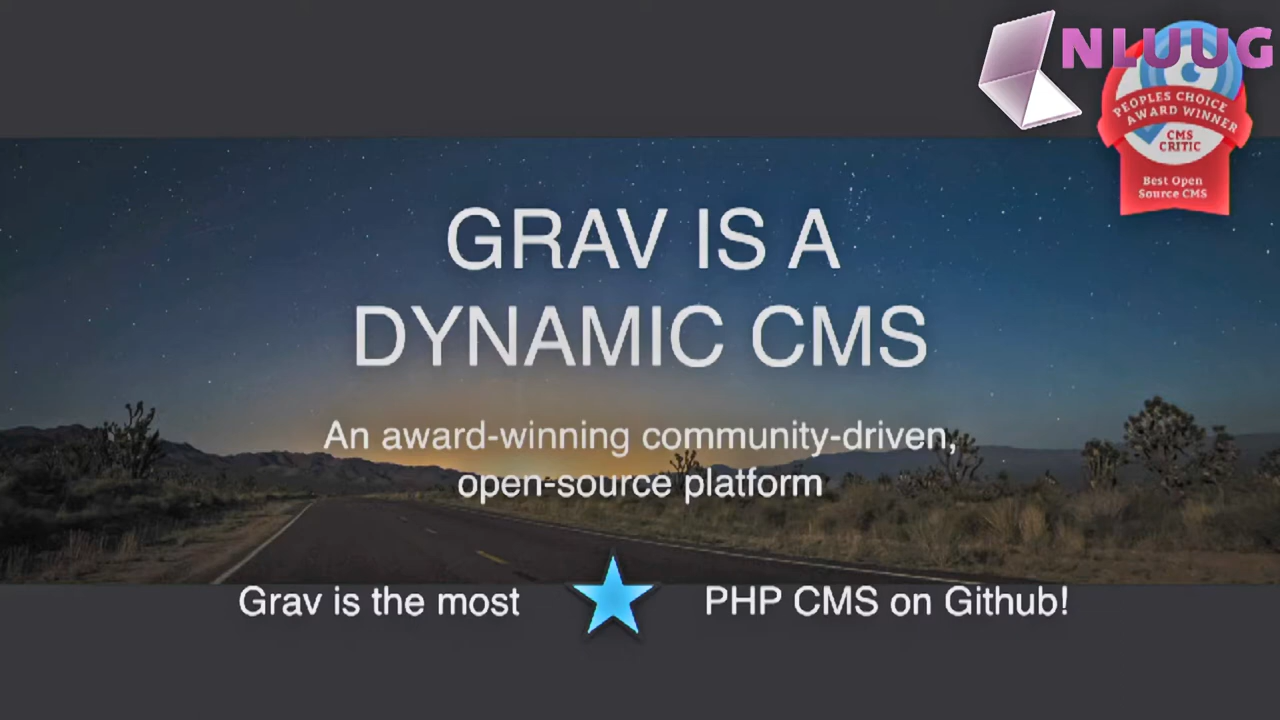 NLUUG
PEOPLES CHOICE
AWARD WINNER
CMS
CRITIC
Best Open
Source CMS
GRAV IS A
DYNAMIC CMS
An award-winning community-driven,
open-source platform
Grav is the most PHP CMS on Github!